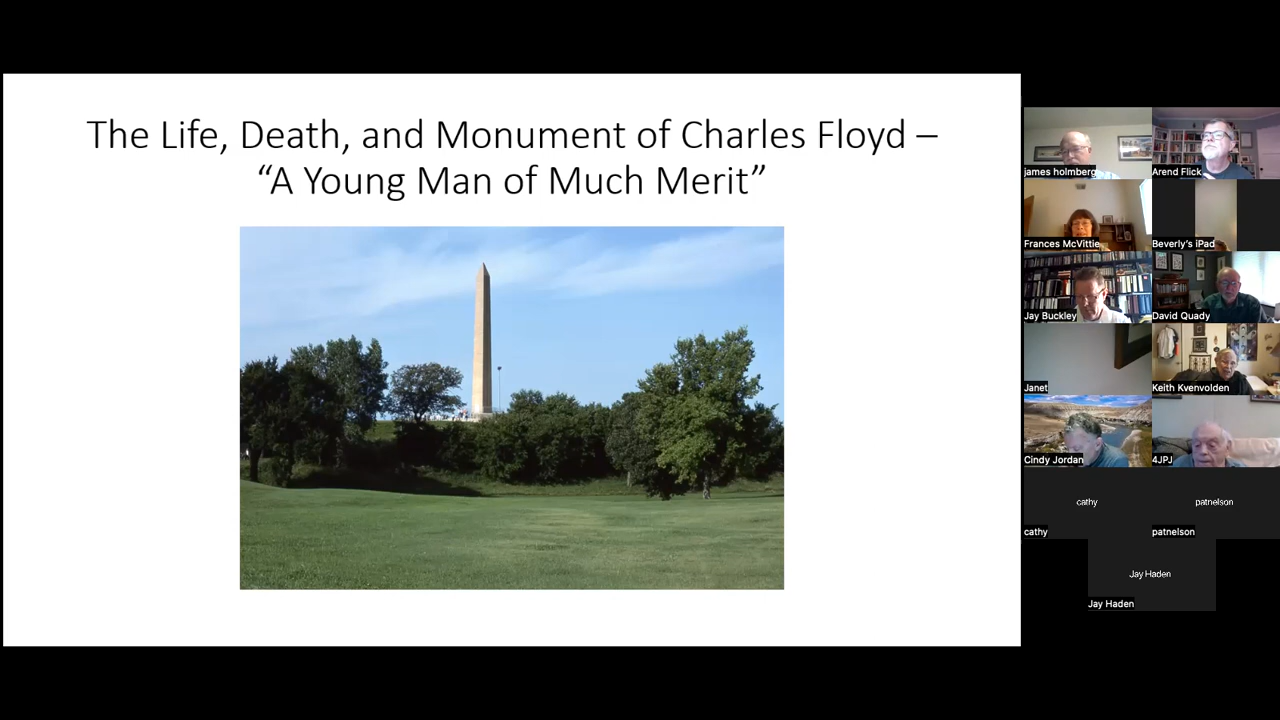 The Life, Death, and Monument of Charles Floyd –
“A Young Man of Much Merit”
james holmberg
Arend Flick
Frances McVittie
Beverly’s iPad
Jay Buckley
David Quady
Janet
Keith Kvenvolden
Cindy Jordan
4JPJ
cathy
patnelson
cathy
patnelson
Jay Haden
Jay Haden